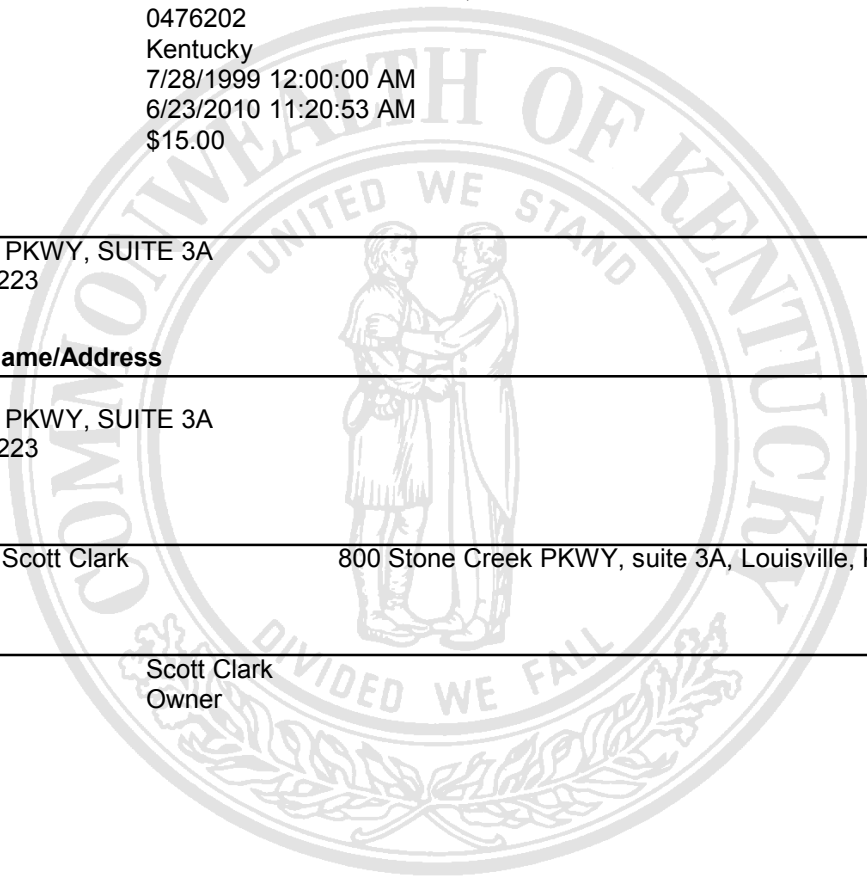 0476202
Kentucky
7/28/1999 12:00:00 AM
6/23/2010 11:20:53 AM
$15.00
COMMONWEALTH OF KENTUCKY
UNITED WE STAND
PKWY, SUITE 3A
223
ame/Address
PKWY, SUITE 3A
223
Scott Clark 800 Stone Creek PKWY, suite 3A, Louisville,
DIVIDED WE FALL
Scott Clark
Owner